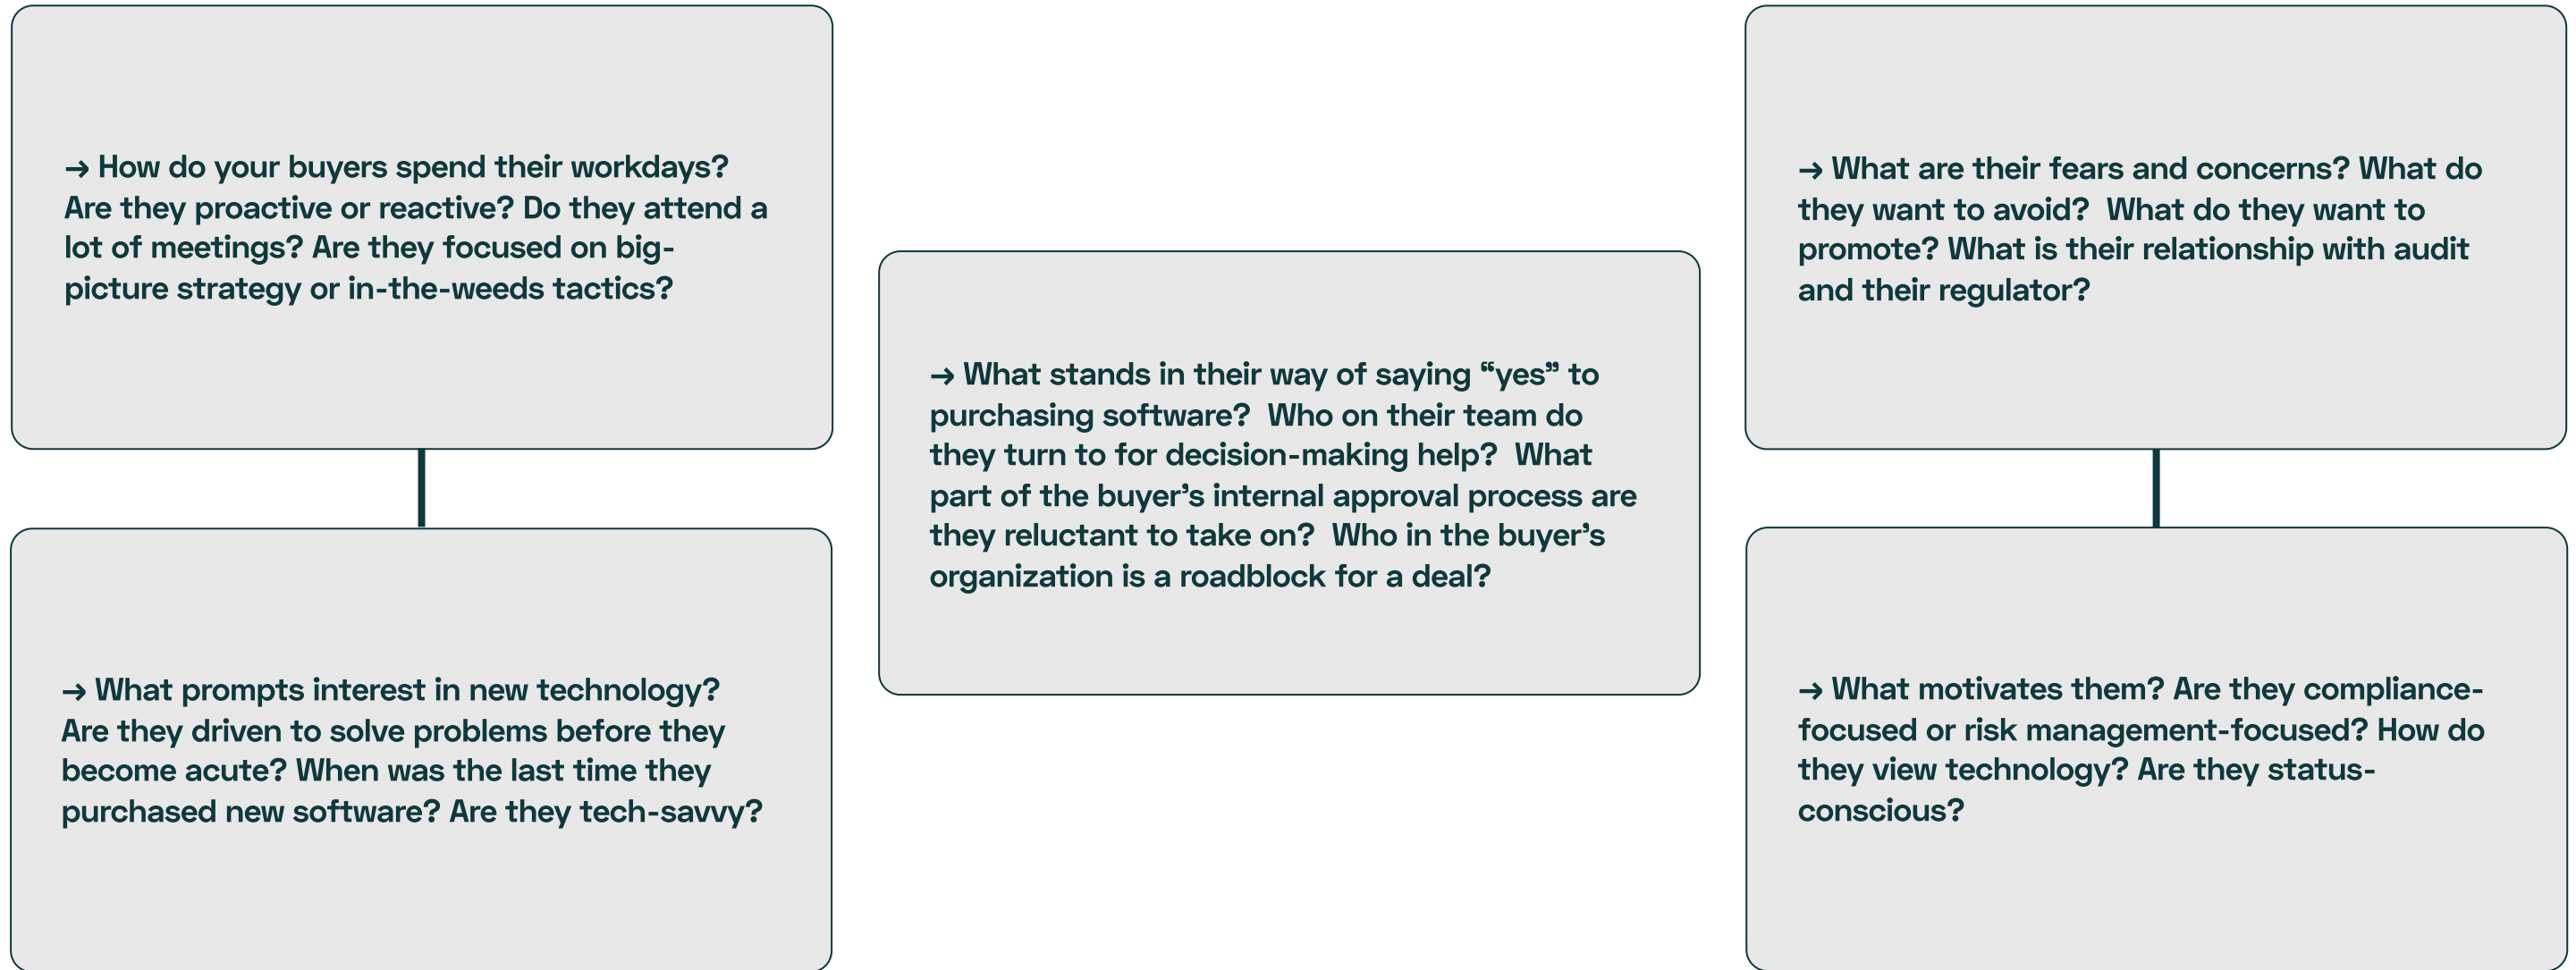 → How do your buyers spend their workdays?
Are they proactive or reactive? Do they attend a
lot of meetings? Are they focused on big-
picture strategy or in-the-weeds tactics?
→ What prompts interest in new technology?
Are they driven to solve problems before they
become acute? When was the last time they
purchased new software? Are they tech-savvy?
→ What stands in their way of saying “yes” to
purchasing software?  Who on their team do
they turn to for decision-making help?  What
part of the buyer’s internal approval process are
they reluctant to take on?  Who in the buyer’s
organization is a roadblock for a deal?
→ What are their fears and concerns? What do
they want to avoid?  What do they want to
promote? What is their relationship with audit
and their regulator?
→ What motivates them? Are they compliance-
focused or risk management-focused? How do
they view technology? Are they status-
conscious?